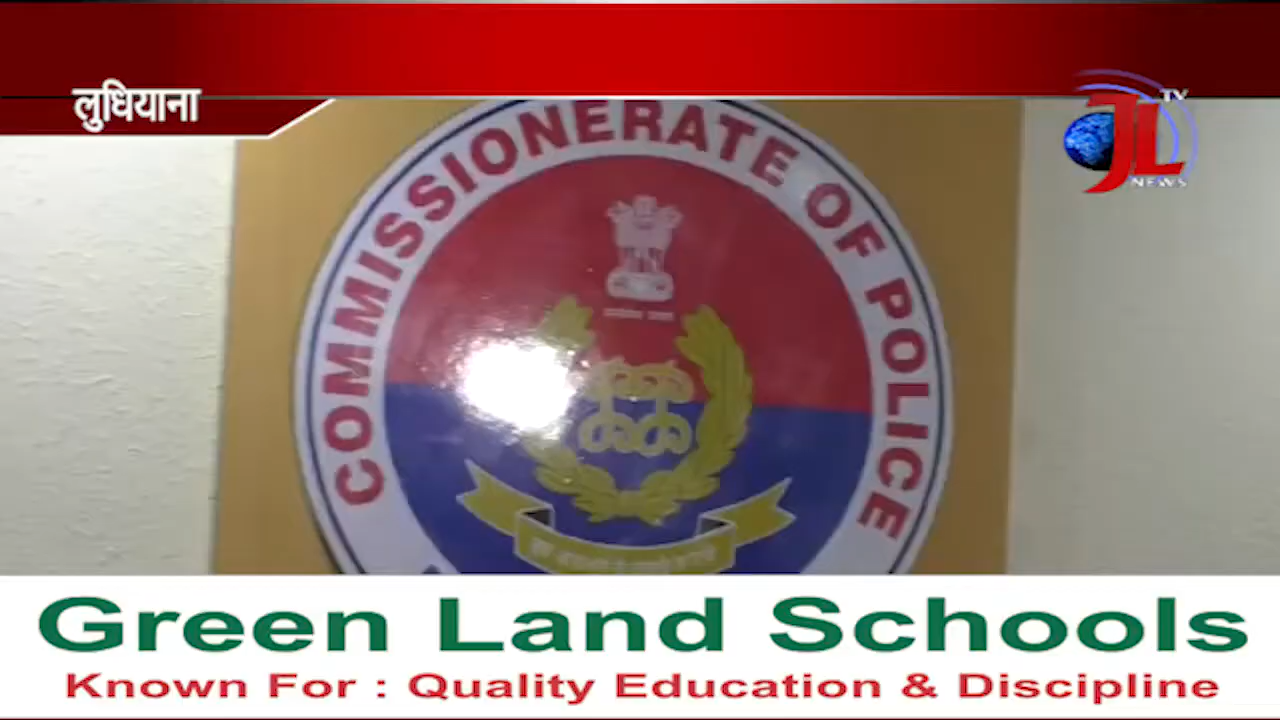 लुधियाना
JL
TV
NEWS
COMMISSIONERATE OF POLICE
Green Land Schools
Known For : Quality Education & Discipline